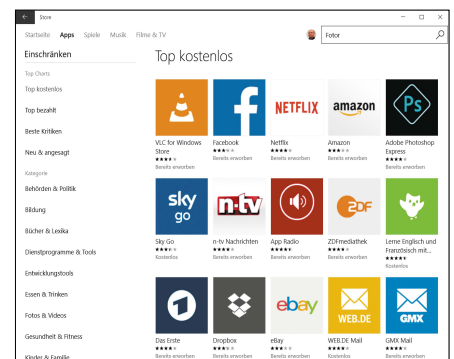 Store
Startseite Apps Spiele Musik Filme & TV
Fotor
Einschränken
Top Charts
Top kostenlos
Top bezahlt
Beste Kritiken
Neu & angesagt
Kategorie
Behörden & Politik
Bildung
Bücher & Lexika
Dienstprogramme & Tools
Entwicklungstools
Essen & Trinken
Fotos & Videos
Gesundheit & Fitness
Kinder & Familie
Top kostenlos
NETFLIX
amazon
Ps
VLC for Windows Store
Bereits erworben
Facebook
Bereits erworben
Netflix
Bereits erworben
Amazon
Bereits erworben
Adobe Photoshop Express
Bereits erworben
sky go
n-tv
ZDF
Sky Go
Kostenlos
n-tv Nachrichten
Bereits erworben
App Radio
Bereits erworben
ZDFmediathek
Bereits erworben
Lerne Englisch und Französisch mit...
Kostenlos
ebay
WEB.DE
GMX
Das Erste
Bereits erworben
Dropbox
Bereits erworben
eBay
Bereits erworben
WEB.DE Mail
Kostenlos
GMX Mail
Bereits erworben